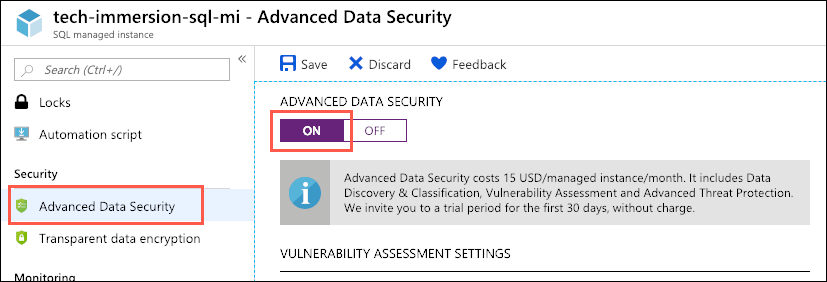 tech-immersion-sql-mi - Advanced Data Security
SQL managed instance
Search (Ctrl+/)
Locks
Automation script
Security
Advanced Data Security
Transparent data encryption
Monitoring
Save Discard Feedback
ADVANCED DATA SECURITY
ON OFF
Advanced Data Security costs 15 USD/managed instance/month. It includes Data
Discovery & Classification, Vulnerability Assessment and Advanced Threat Protection.
We invite you to a trial period for the first 30 days, without charge.
VULNERABILITY ASSESSMENT SETTINGS